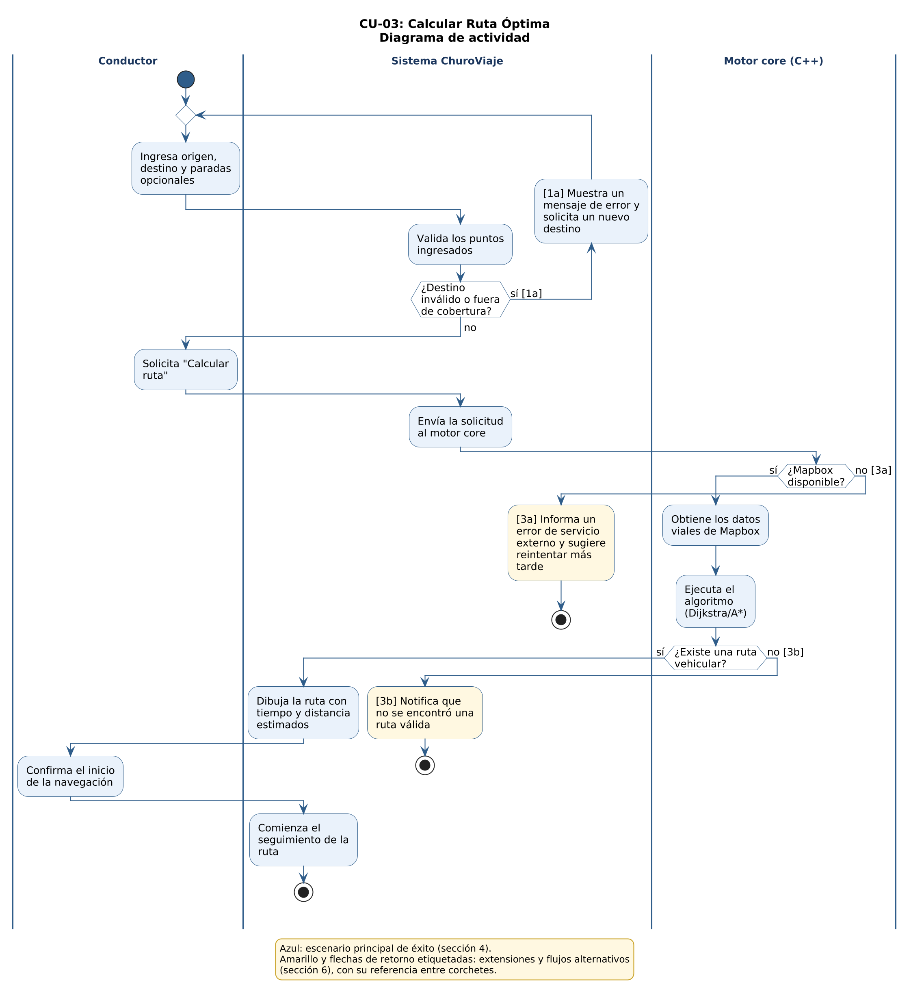 CU-03: Calcular Ruta Óptima
Diagrama de actividad
Conductor
Sistema ChuroViaje
Motor core (C++)
Ingresa origen,
destino y paradas
opcionales
[1a] Muestra un
mensaje de error y
solicita un nuevo
destino
Valida los puntos
ingresados
¿Destino
inválido o fuera
de cobertura?
sí [1a]
no
Solicita "Calcular
ruta"
Envía la solicitud
al motor core
sí
¿Mapbox
disponible?
no [3a]
[3a] Informa un
error de servicio
externo y sugiere
reintentar más
tarde
Obtiene los datos
viales de Mapbox
Ejecuta el
algoritmo
(Dijkstra/A*)
sí
¿Existe una ruta
vehicular?
no [3b]
Dibuja la ruta con
tiempo y distancia
estimados
[3b] Notifica que
no se encontró una
ruta válida
Confirma el inicio
de la navegación
Comienza el
seguimiento de la
ruta
Azul: escenario principal de éxito (sección 4).
Amarillo y flechas de retorno etiquetadas: extensiones y flujos alternativos
(sección 6), con su referencia entre corchetes.